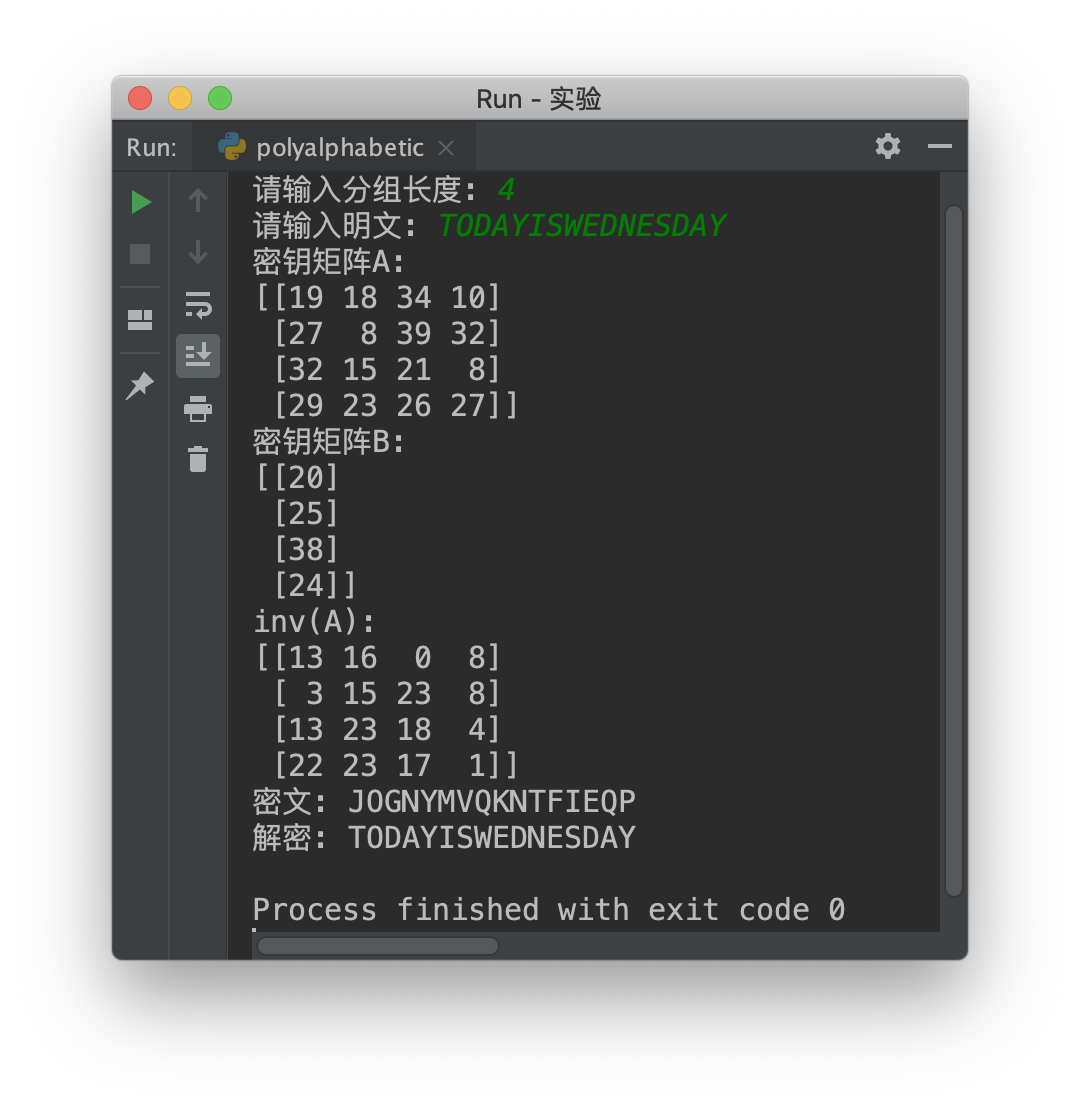 Run - 实验
Run: polyalphabetic
请输入分组长度: 4
请输入明文: TODAYISWEDNESDAY
密钥矩阵A:
[[19 18 34 10]
 [27  8 39 32]
 [32 15 21  8]
 [29 23 26 27]]
密钥矩阵B:
[[20]
 [25]
 [38]
 [24]]
inv(A):
[[13 16  0  8]
 [ 3 15 23  8]
 [13 23 18  4]
 [22 23 17  1]]
密文: JOGNYMVQKNTFIEQP
解密: TODAYISWEDNESDAY
Process finished with exit code 0